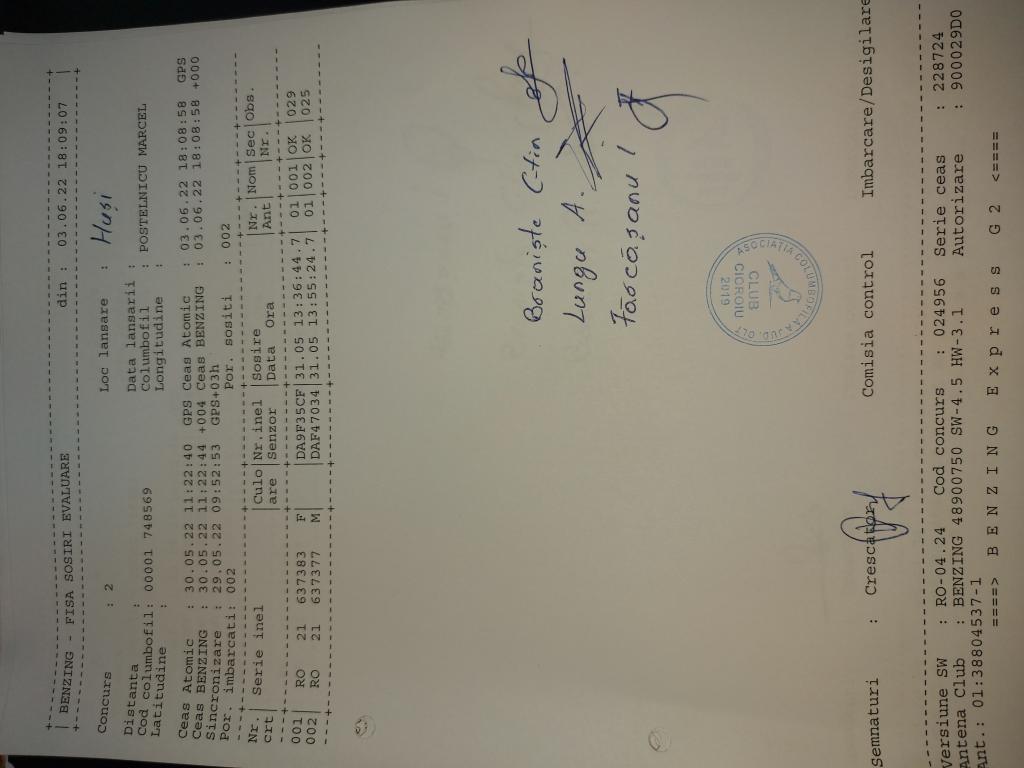 +------------------------------------------------------------------+
| BENZING - FISA SOSIRI EVALUARE din : 03.06.22 18:09:07 |
+------------------------------------------------------------------+
Concurs : 2 Loc lansare : Huși
Distanta : Data lansarii :
Cod columbofil: 00001 748569 Columbofil : POSTELNICU MARCEL
Latitudine : Longitudine :
Ceas Atomic : 30.05.22 11:22:40 GPS Ceas Atomic : 03.06.22 18:08:58 GPS
Ceas BENZING : 30.05.22 11:22:44 +004 Ceas BENZING : 03.06.22 18:08:58 +000
Sincronizare : 29.05.22 09:52:53 GPS+03h
Por. imbarcati: 002 Por. sositi : 002
Nr.| Serie inel |Culo|Nr.inel |Sosire |Nr.|Nom|Sec|Obs.
crt| |are |Senzor |Data Ora |Ant| |Nr.|
001| RO 21 637383 F| |DA9F35CF|31.05 13:36:44.7| 01|001|OK |029
002| RO 21 637377 M| |DAF47034|31.05 13:55:24.7| 01|002|OK |025
Braniște C-tin
Lungu A.
Tarcășanu I
ASOCIATIA COLUMBOFILA A JUD. OLT
CLUB
CICROIU
2019
Semnaturi : Crescator Comisia control Imbarcare/Desigilare
Versiune SW : RO-04.24 Cod concurs : 024956 Serie ceas : 228724
Antena Club : BENZING 48900750 SW-4.5 HW-3.1 Autorizare : 900029D0
Ant.: 01:38804537-1
====> B E N Z I N G E x p r e s s G 2 <====